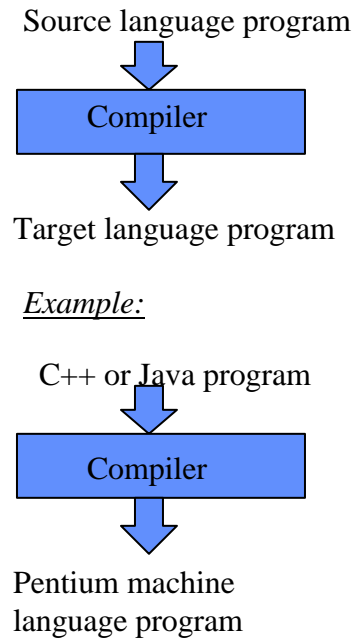 Source language program
Compiler
Target language program
Example:
C++ or Java program
Compiler
Pentium machine
language program